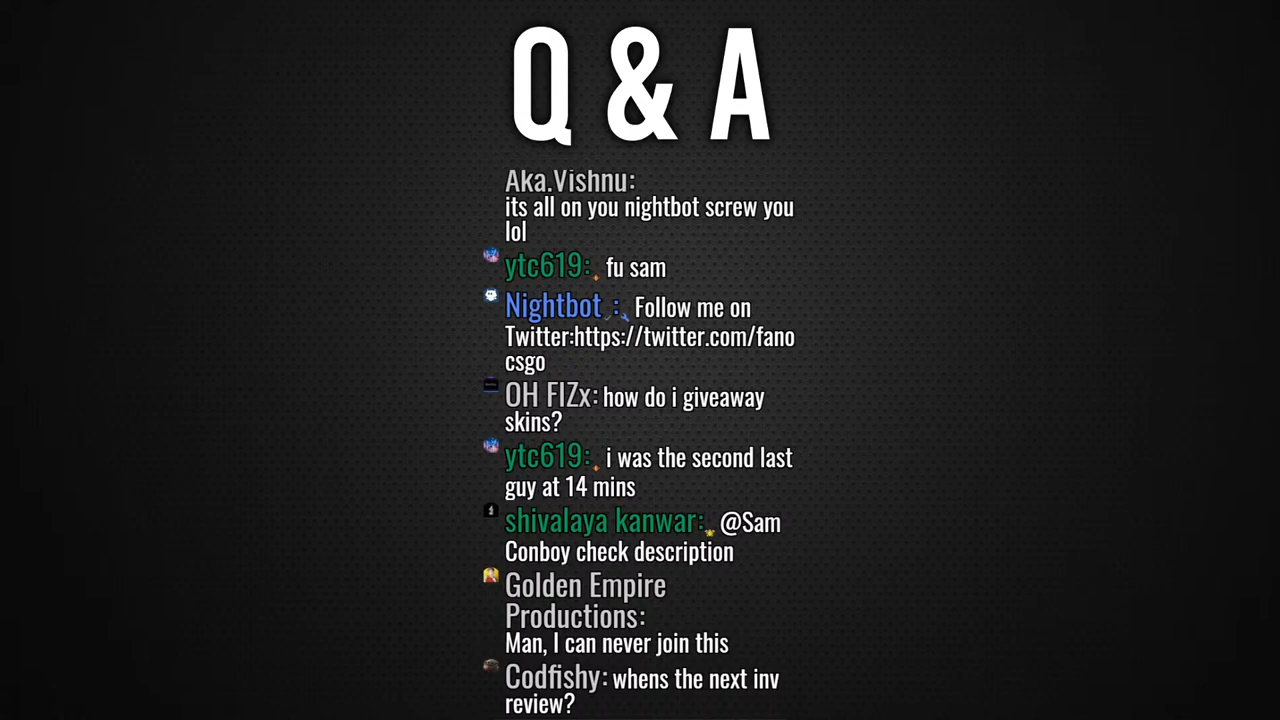 Q & A
Aka.Vishnu:
its all on you nightbot screw you
lol
ytc619: fu sam
Nightbot : Follow me on
Twitter:https://twitter.com/fano
csgo
OH FIZx: how do i giveaway
skins?
ytc619: i was the second last
guy at 14 mins
shivalaya kanwar: @Sam
Conboy check description
Golden Empire
Productions:
Man, I can never join this
Codfishy: whens the next inv
review?